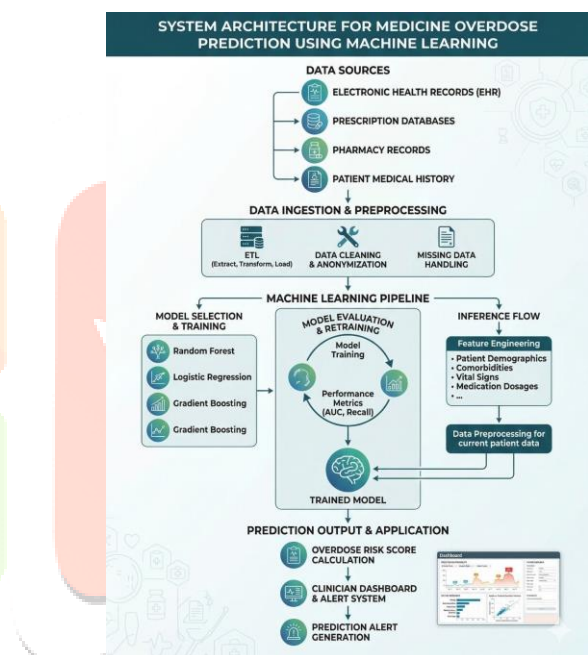 SYSTEM ARCHITECTURE FOR MEDICINE OVERDOSE
PREDICTION USING MACHINE LEARNING
DATA SOURCES
ELECTRONIC HEALTH RECORDS (EHR)
PRESCRIPTION DATABASES
PHARMACY RECORDS
PATIENT MEDICAL HISTORY
DATA INGESTION & PREPROCESSING
ETL
(Extract, Transform, Load)
DATA CLEANING
& ANONYMIZATION
MISSING DATA
HANDLING
MACHINE LEARNING PIPELINE
MODEL SELECTION
& TRAINING
Random Forest
Logistic Regression
Gradient Boosting
Gradient Boosting
MODEL EVALUATION
& RETRAINING
Model
Training
Performance
Metrics
(AUC, Recall)
TRAINED MODEL
INFERENCE FLOW
Feature Engineering
• Patient Demographics
• Comorbidities
• Vital Signs
• Medication Dosages
• ...
Data Preprocessing for
current patient data
PREDICTION OUTPUT & APPLICATION
OVERDOSE RISK SCORE
CALCULATION
CLINICIAN DASHBOARD
& ALERT SYSTEM
PREDICTION ALERT
GENERATION
Dashboard